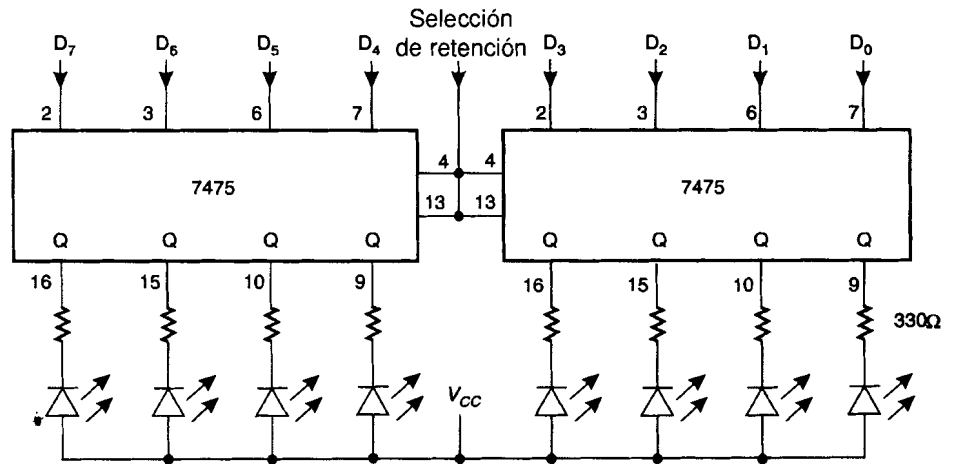 Selección
de retención
D₇ D₆ D₅ D₄ D₃ D₂ D₁ D₀
2 3 6 7 2 3 6 7
4 4
7475 7475
13 13
Q Q Q Q Q Q Q Q
16 15 10 9 16 15 10 9
330Ω
V_CC